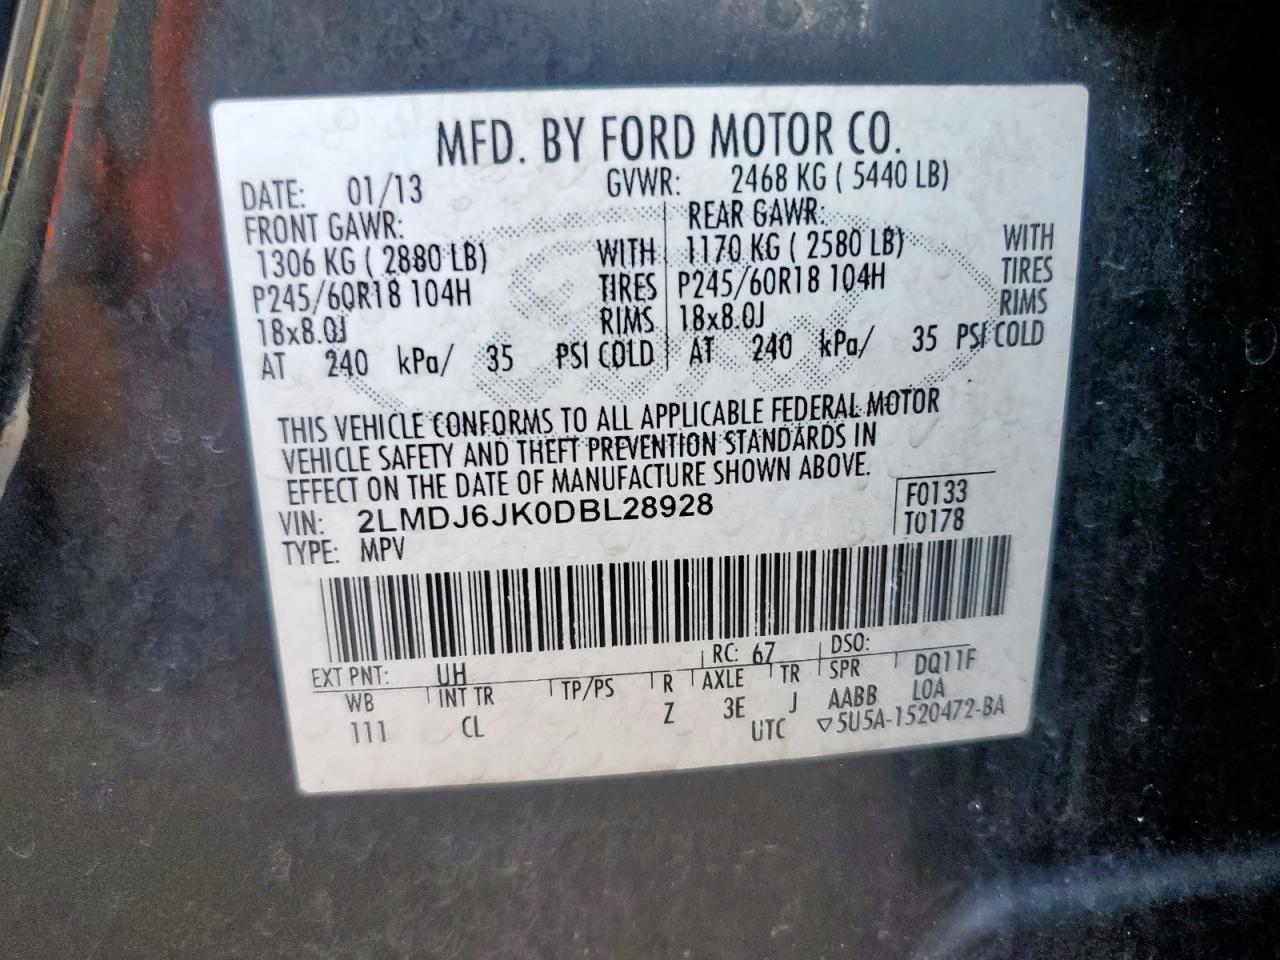 MFD. BY FORD MOTOR CO.
DATE: 01/13 GVWR: 2468 KG ( 5440 LB)
FRONT GAWR: REAR GAWR:
1306 KG ( 2880 LB) WITH 1170 KG ( 2580 LB) WITH
P245/60R18 104H TIRES P245/60R18 104H TIRES
18x8.0J RIMS 18x8.0J RIMS
AT 240 kPa/ 35 PSI COLD AT 240 kPa/ 35 PSI COLD
THIS VEHICLE CONFORMS TO ALL APPLICABLE FEDERAL MOTOR
VEHICLE SAFETY AND THEFT PREVENTION STANDARDS IN
EFFECT ON THE DATE OF MANUFACTURE SHOWN ABOVE.
VIN: 2LMDJ6JK0DBL28928 F0133
TYPE: MPV T0178
EXT PNT: UH RC: 67 DSO:
WB INT TR TP/PS R AXLE TR SPR DQ11F
111 CL Z 3E J AABB L0A
UTC ▽5U5A-1520472-BA